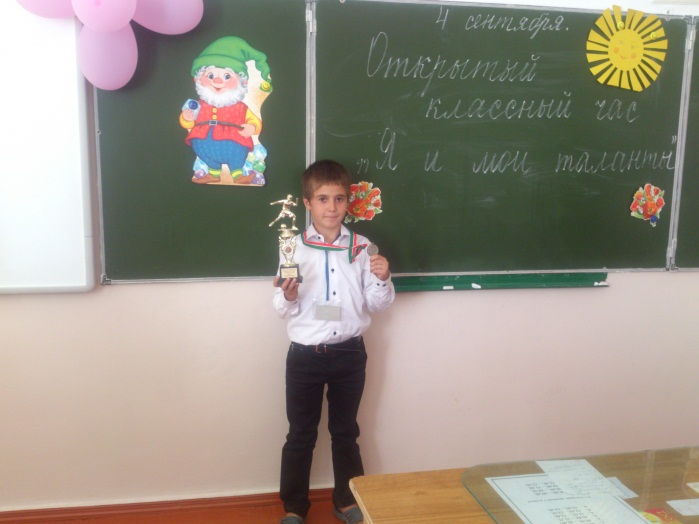 4 сентября.
Открытый
классный час
„Я и мои таланты"